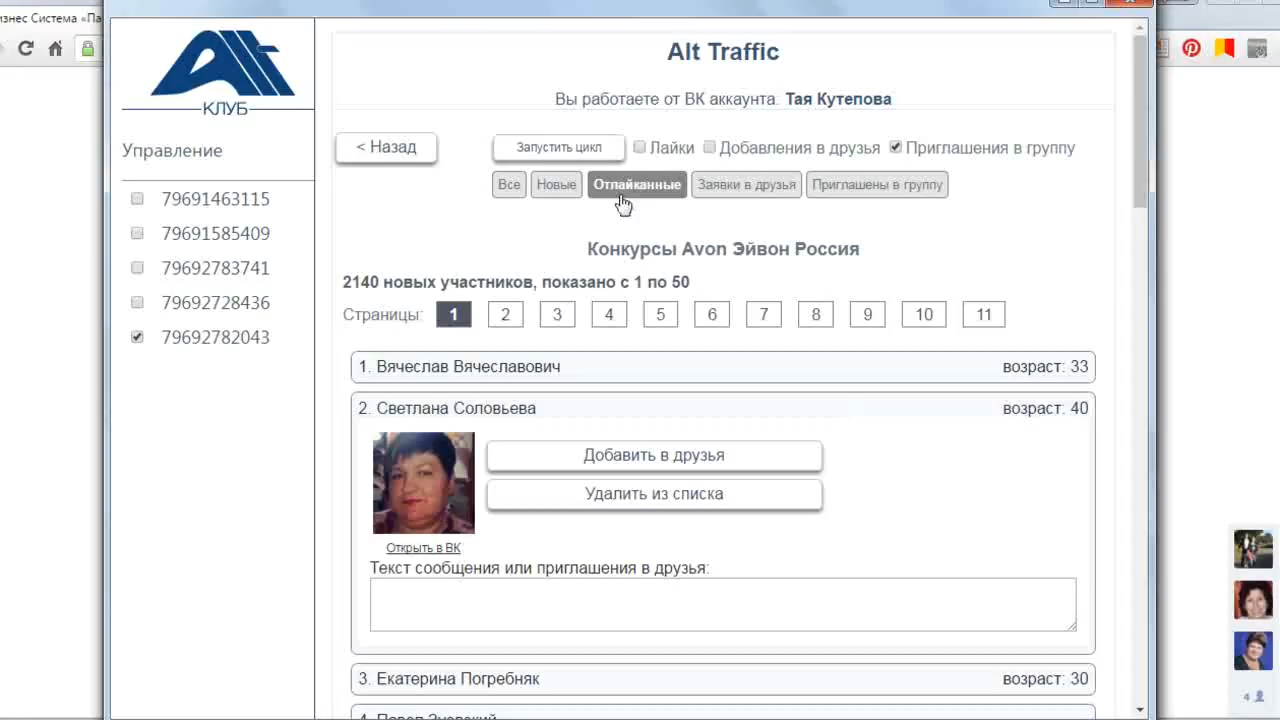 изнес Система «Па
Alt
КЛУБ
Управление
79691463115
79691585409
79692783741
79692728436
79692782043
Alt Traffic
Вы работаете от ВК аккаунта: Тая Кутепова
< Назад
Запустить цикл
Лайки
Добавления в друзья
Приглашения в группу
Все
Новые
Отлайканные
Заявки в друзья
Приглашены в группу
Конкурсы Avon Эйвон Россия
2140 новых участников, показано с 1 по 50
Страницы: 1 2 3 4 5 6 7 8 9 10 11
1. Вячеслав Вячеславович возраст: 33
2. Светлана Соловьева возраст: 40
Добавить в друзья
Удалить из списка
Открыть в ВК
Текст сообщения или приглашения в друзья:
3. Екатерина Погребняк возраст: 30
4